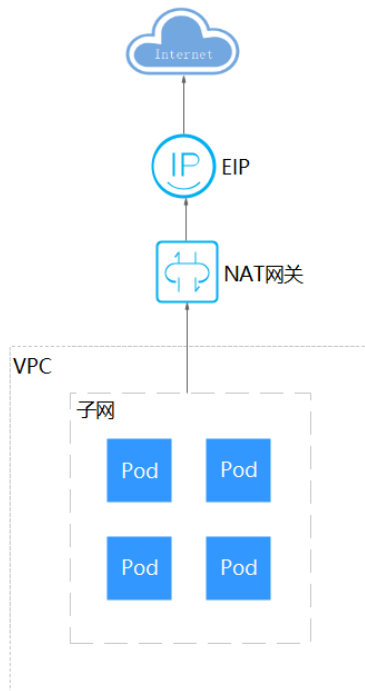 Internet
IP
EIP
NAT网关
VPC
子网
Pod Pod
Pod Pod